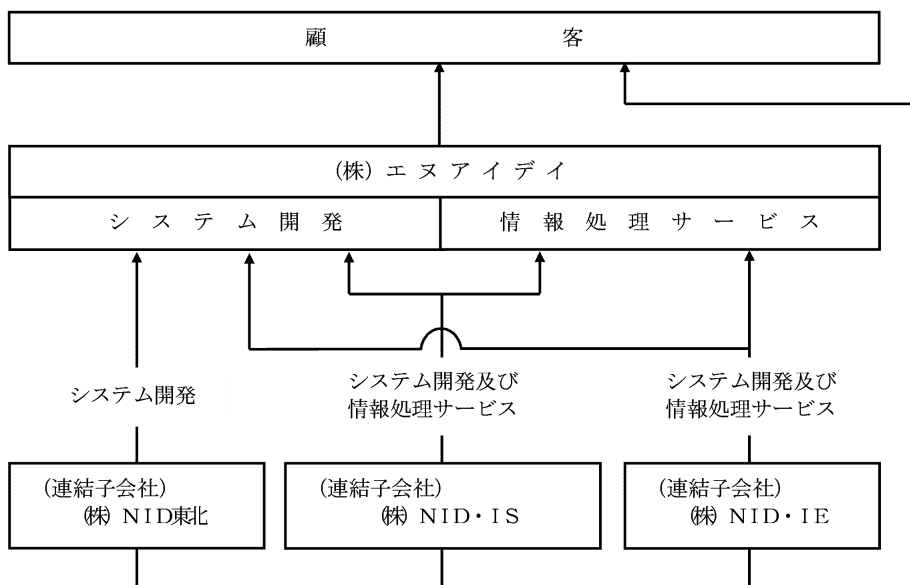 顧客
(株)エヌアイデイ
システム開発
情報処理サービス
システム開発
システム開発及び
情報処理サービス
システム開発及び
情報処理サービス
(連結子会社)
(株) NID東北
(連結子会社)
(株) NID・IS
(連結子会社)
(株) NID・IE